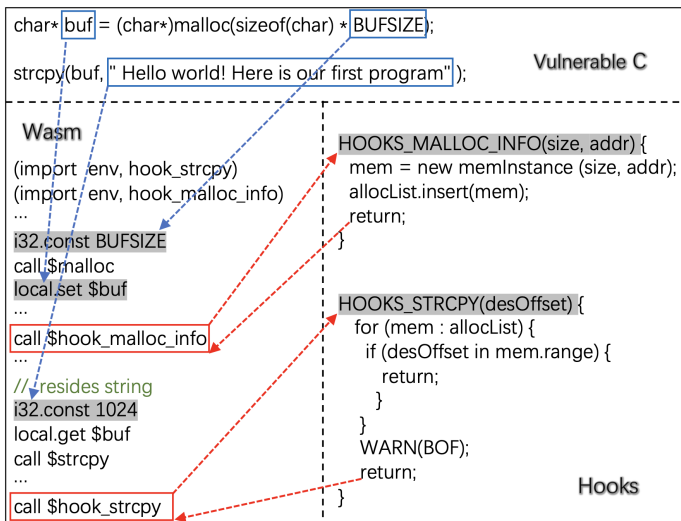 char* buf = (char*)malloc(sizeof(char) * BUFSIZE);
strcpy(buf, " Hello world! Here is our first program" );
Vulnerable C
Wasm
(import env, hook_strcpy)
(import env, hook_malloc_info)
...
i32.const BUFSIZE
call $malloc
local.set $buf
...
call $hook_malloc_info
...
// resides string
i32.const 1024
local.get $buf
call $strcpy
...
call $hook_strcpy
HOOKS_MALLOC_INFO(size, addr) {
mem = new memInstance (size, addr);
allocList.insert(mem);
return;
}
HOOKS_STRCPY(desOffset) {
for (mem : allocList) {
if (desOffset in mem.range) {
return;
}
}
WARN(BOF);
return;
}
Hooks